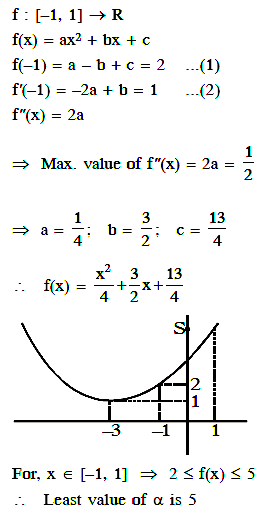 f : [–1, 1] → R
f(x) = ax² + bx + c
f(–1) = a – b + c = 2 ...(1)
f′(–1) = –2a + b = 1 ...(2)
f″(x) = 2a
⇒ Max. value of f″(x) = 2a = 1/2
⇒ a = 1/4; b = 3/2; c = 13/4
∴ f(x) = x²/4 + 3/2 x + 13/4
S
2
1
–3 –1 1
For, x ∈ [–1, 1] ⇒ 2 ≤ f(x) ≤ 5
∴ Least value of α is 5